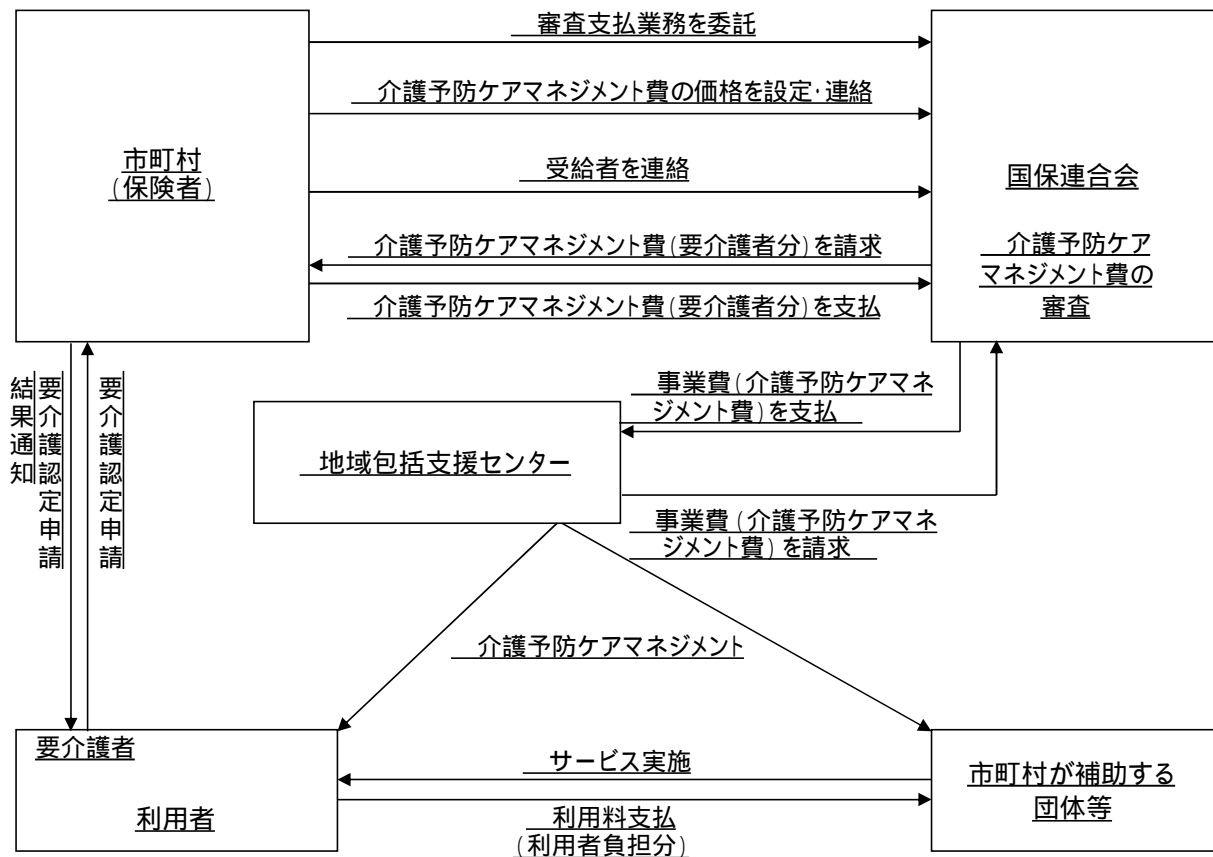 審査支払業務を委託
介護予防ケアマネジメント費の価格を設定･連絡
市町村
(保険者)
受給者を連絡
国保連合会
介護予防ケアマネジメント費(要介護者分)を請求
介護予防ケアマネジメント費(要介護者分)を支払
介護予防ケア
マネジメント費の
審査
要介護認定申請
要介護認定申請
結果通知
事業費(介護予防ケアマネ
ジメント費)を支払
地域包括支援センター
事業費(介護予防ケアマネ
ジメント費)を請求
介護予防ケアマネジメント
要介護者
利用者
サービス実施
利用料支払
(利用者負担分)
市町村が補助する
団体等